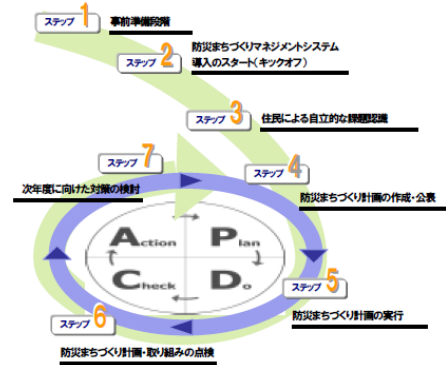 ステップ 1 事前準備段階
ステップ 2 防災まちづくりマネジメントシステム
導入のスタート(キックオフ)
ステップ 3 住民による自立的な課題認識
ステップ 7
次年度に向けた対策の検討
ステップ 4
防災まちづくり計画の作成・公表
Action Plan
Check Do
ステップ 5
防災まちづくり計画の実行
ステップ 6
防災まちづくり計画・取り組みの点検